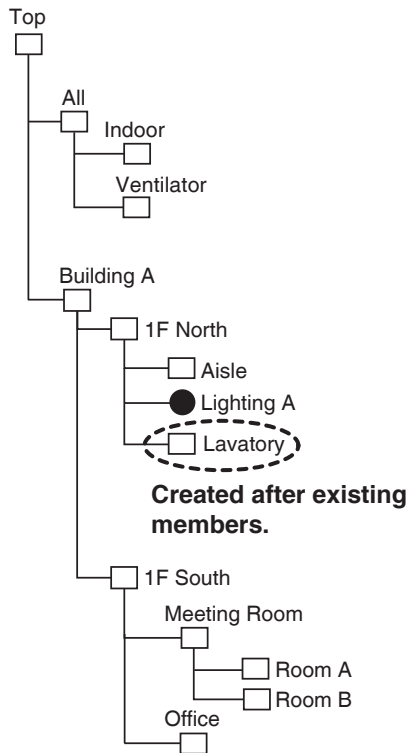 Top
All
Indoor
Ventilator
Building A
1F North
Aisle
Lighting A
Lavatory
Created after existing
members.
1F South
Meeting Room
Room A
Room B
Office